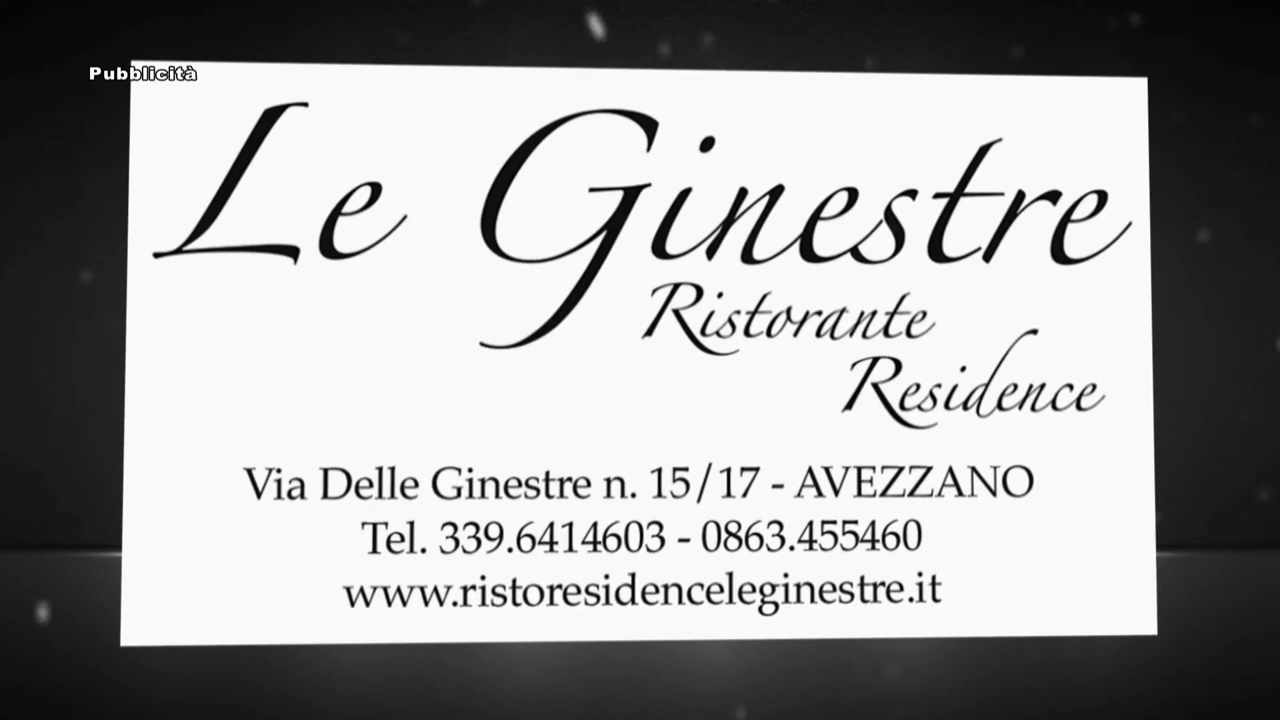 Pubblicità
Le Ginestre
Ristorante
Residence
Via Delle Ginestre n. 15/17 - AVEZZANO
Tel. 339.6414603 - 0863.455460
www.ristoresidenceleginestre.it